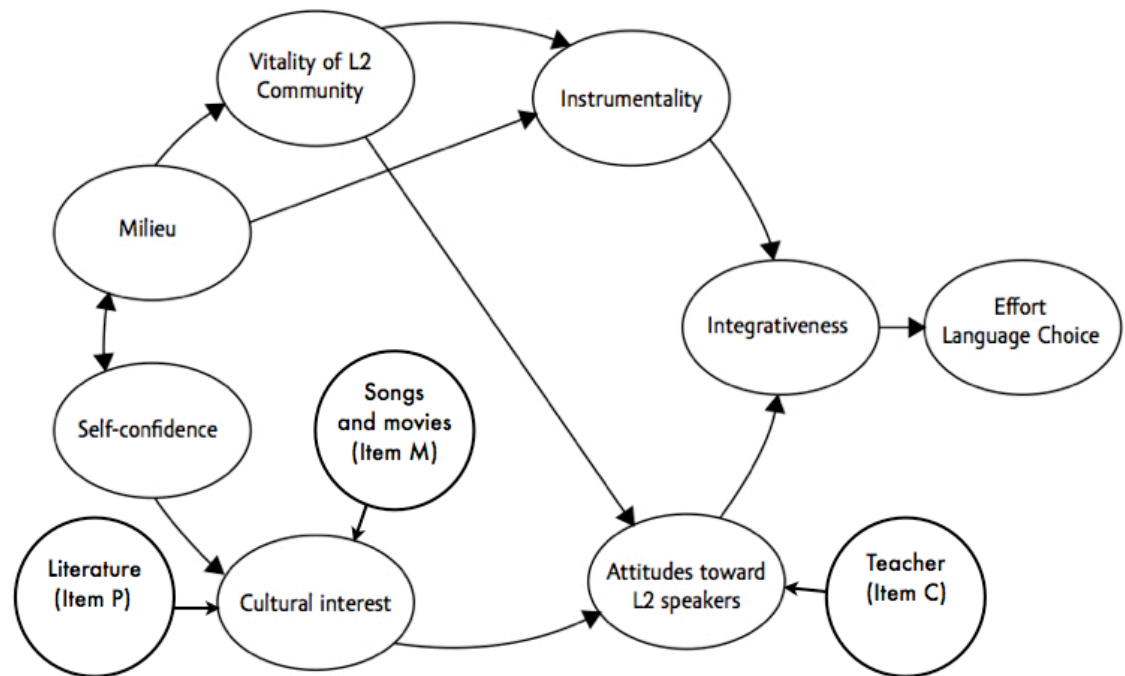 Vitality of L2
Community
Instrumentality
Milieu
Integrativeness
Effort
Language Choice
Self-confidence
Songs
and movies
(Item M)
Literature
(Item P)
Cultural interest
Attitudes toward
L2 speakers
Teacher
(Item C)